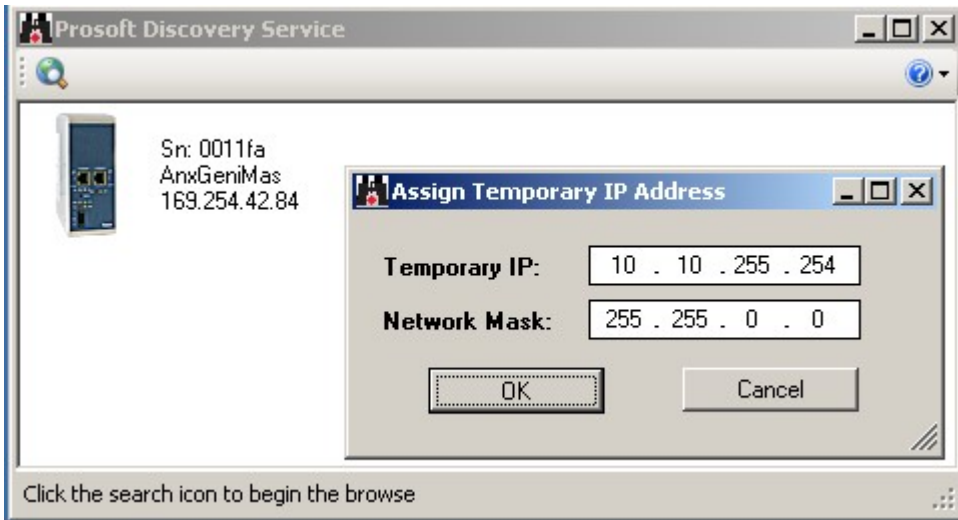 Prosoft Discovery Service
Sn: 0011fa
AnxGeniMas
169.254.42.84
Assign Temporary IP Address
Temporary IP: 10 . 10 . 255 . 254
Network Mask: 255 . 255 . 0 . 0
OK Cancel
Click the search icon to begin the browse